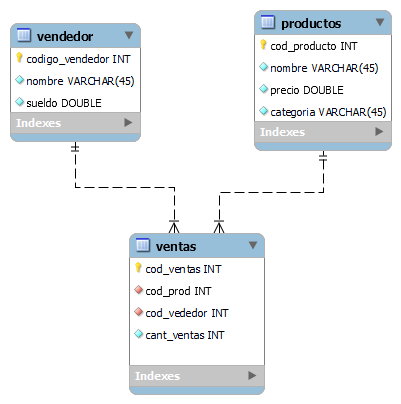 vendedor
codigo_vendedor INT
nombre VARCHAR(45)
sueldo DOUBLE
Indexes
productos
cod_producto INT
nombre VARCHAR(45)
precio DOUBLE
categoria VARCHAR(45)
Indexes
ventas
cod_ventas INT
cod_prod INT
cod_vededor INT
cant_ventas INT
Indexes